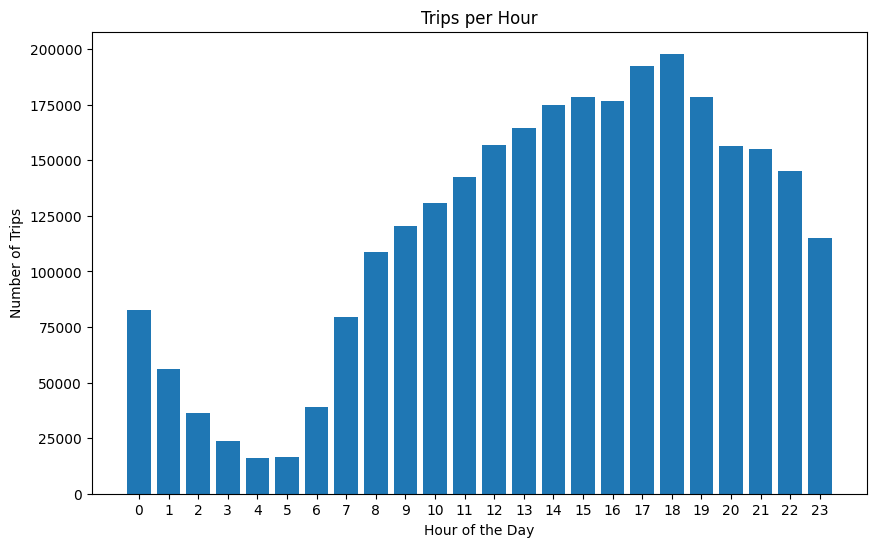 Trips per Hour
Number of Trips
200000
175000
150000
125000
100000
75000
50000
25000
0
0 1 2 3 4 5 6 7 8 9 10 11 12 13 14 15 16 17 18 19 20 21 22 23
Hour of the Day